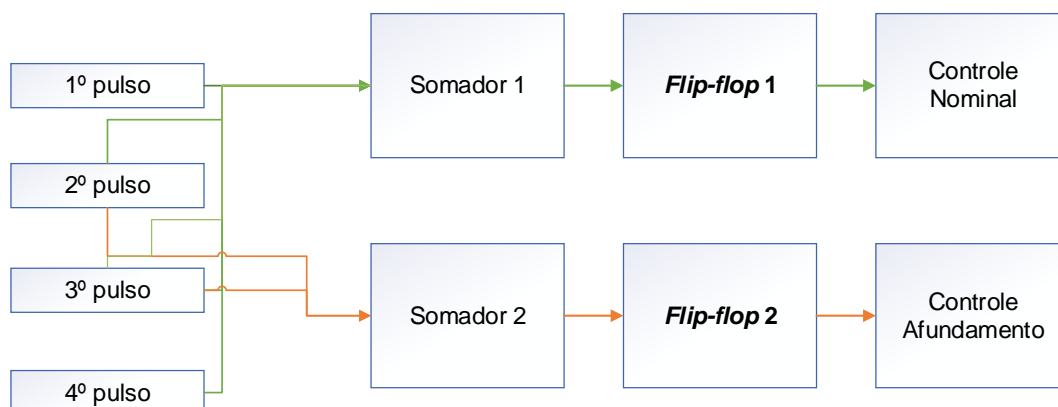 1º pulso
Somador 1
Flip-flop 1
Controle
Nominal
2º pulso
3º pulso
Somador 2
Flip-flop 2
Controle
Afundamento
4º pulso